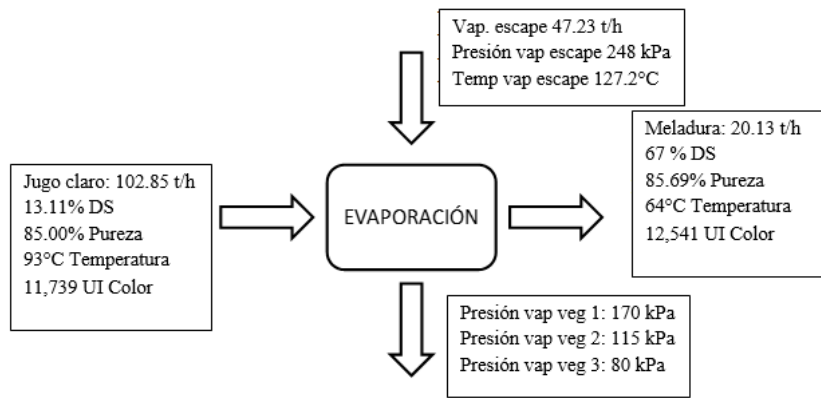 Vap. escape 47.23 t/h
Presión vap escape 248 kPa
Temp vap escape 127.2°C
Jugo claro: 102.85 t/h
13.11% DS
85.00% Pureza
93°C Temperatura
11,739 UI Color
EVAPORACIÓN
Meladura: 20.13 t/h
67 % DS
85.69% Pureza
64°C Temperatura
12,541 UI Color
Presión vap veg 1: 170 kPa
Presión vap veg 2: 115 kPa
Presión vap veg 3: 80 kPa